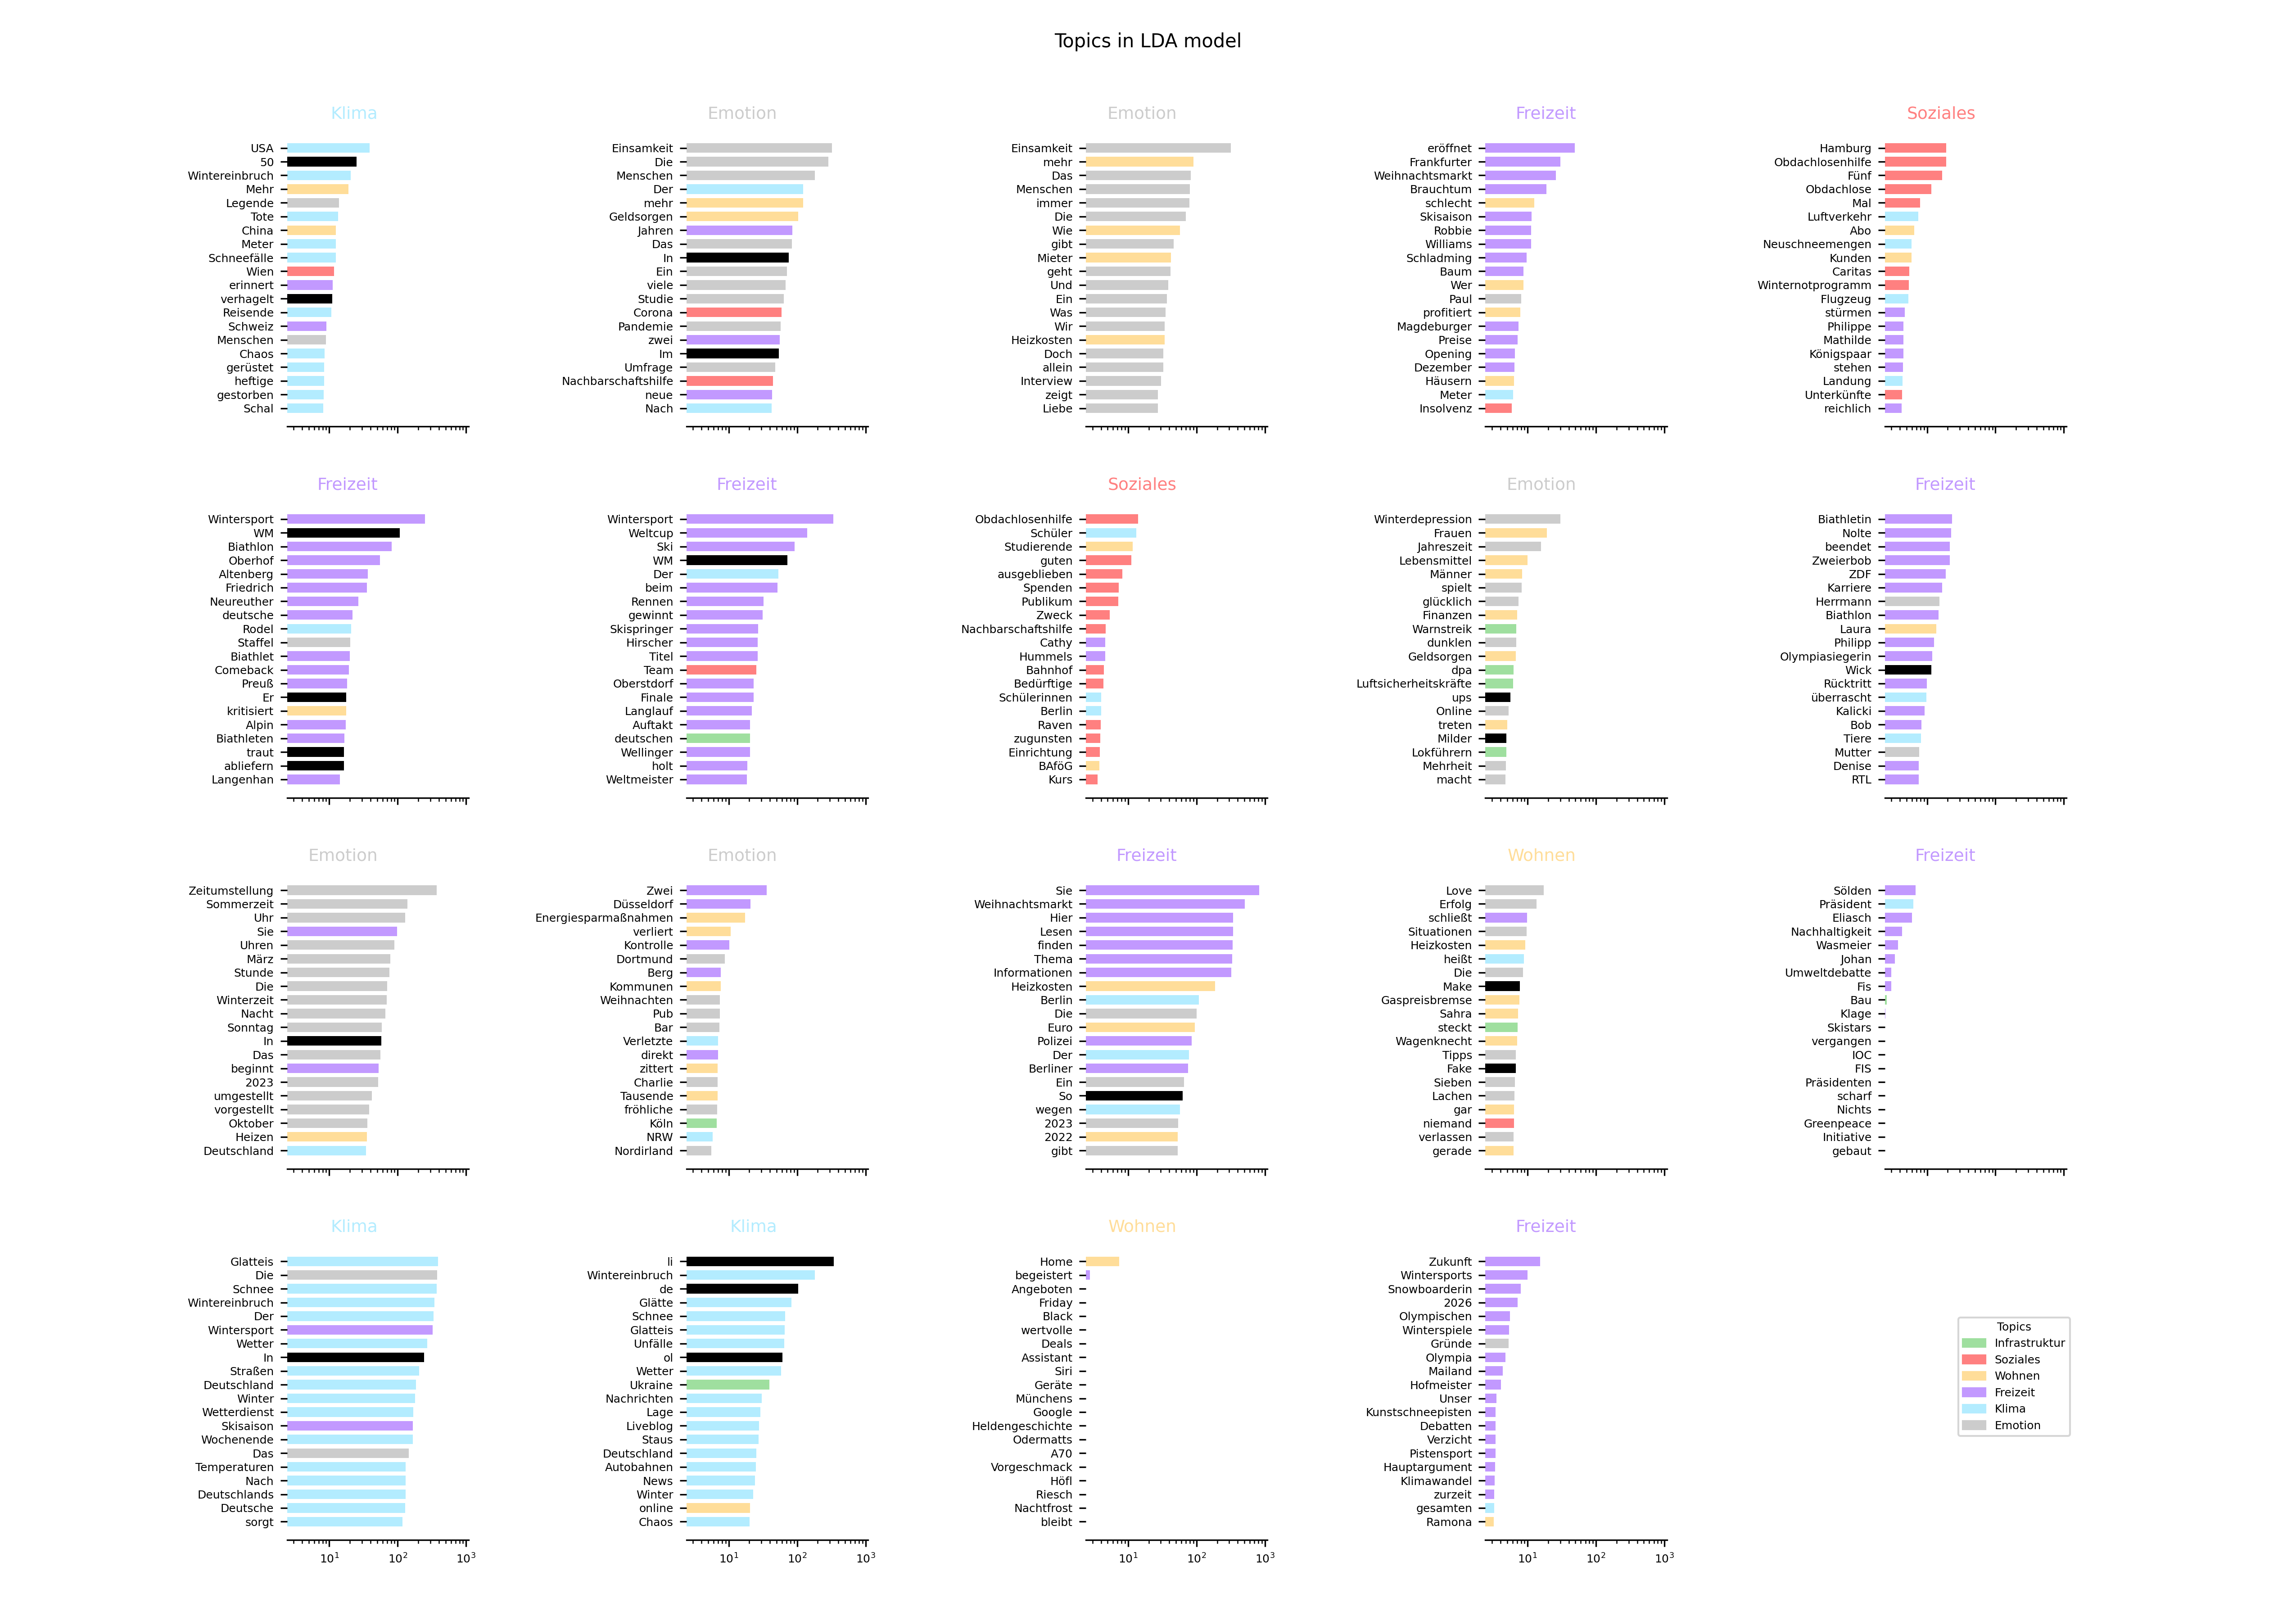 Topics in LDA model
Klima
USA
50
Wintereinbruch
Mehr
Legende
Tote
China
Meter
Schneefälle
Wien
erinnert
verhagelt
Reisende
Schweiz
Menschen
Chaos
gerüstet
heftige
gestorben
Schal
Emotion
Einsamkeit
Die
Menschen
Der
mehr
Geldsorgen
Jahren
Das
In
Ein
viele
Studie
Corona
Pandemie
zwei
Im
Umfrage
Nachbarschaftshilfe
neue
Nach
Emotion
Einsamkeit
mehr
Das
Menschen
immer
Die
Wie
gibt
Mieter
geht
Und
Ein
Was
Wir
Heizkosten
Doch
allein
Interview
zeigt
Liebe
Freizeit
eröffnet
Frankfurter
Weihnachtsmarkt
Brauchtum
schlecht
Skisaison
Robbie
Williams
Schladming
Baum
Wer
Paul
profitiert
Magdeburger
Preise
Opening
Dezember
Häusern
Meter
Insolvenz
Soziales
Hamburg
Obdachlosenhilfe
Fünf
Obdachlose
Mal
Luftverkehr
Abo
Neuschneemengen
Kunden
Caritas
Winternotprogramm
Flugzeug
stürmen
Philippe
Mathilde
Königspaar
stehen
Landung
Unterkünfte
reichlich
Freizeit
Wintersport
WM
Biathlon
Oberhof
Altenberg
Friedrich
Neureuther
deutsche
Rodel
Staffel
Biathlet
Comeback
Preuß
Er
kritisiert
Alpin
Biathleten
traut
abliefern
Langenhan
Freizeit
Wintersport
Weltcup
Ski
WM
Der
beim
Rennen
gewinnt
Skispringer
Hirscher
Titel
Team
Oberstdorf
Finale
Langlauf
Auftakt
deutschen
Wellinger
holt
Weltmeister
Soziales
Obdachlosenhilfe
Schüler
Studierende
guten
ausgeblieben
Spenden
Publikum
Zweck
Nachbarschaftshilfe
Cathy
Hummels
Bahnhof
Bedürftige
Schülerinnen
Berlin
Raven
zugunsten
Einrichtung
BAföG
Kurs
Emotion
Winterdepression
Frauen
Jahreszeit
Lebensmittel
Männer
spielt
glücklich
Finanzen
Warnstreik
dunklen
Geldsorgen
dpa
Luftsicherheitskräfte
ups
Online
treten
Milder
Lokführern
Mehrheit
macht
Freizeit
Biathletin
Nolte
beendet
Zweierbob
ZDF
Karriere
Herrmann
Biathlon
Laura
Philipp
Olympiasiegerin
Wick
Rücktritt
überrascht
Kalicki
Bob
Tiere
Mutter
Denise
RTL
Emotion
Zeitumstellung
Sommerzeit
Uhr
Sie
Uhren
März
Stunde
Die
Winterzeit
Nacht
Sonntag
In
Das
beginnt
2023
umgestellt
vorgestellt
Oktober
Heizen
Deutschland
Emotion
Zwei
Düsseldorf
Energiesparmaßnahmen
verliert
Kontrolle
Dortmund
Berg
Kommunen
Weihnachten
Pub
Bar
Verletzte
direkt
zittert
Charlie
Tausende
fröhliche
Köln
NRW
Nordirland
Freizeit
Sie
Weihnachtsmarkt
Hier
Lesen
finden
Thema
Informationen
Heizkosten
Berlin
Die
Euro
Polizei
Der
Berliner
Ein
So
wegen
2023
2022
gibt
Wohnen
Love
Erfolg
schließt
Situationen
Heizkosten
heißt
Die
Make
Gaspreisbremse
Sahra
steckt
Wagenknecht
Tipps
Fake
Sieben
Lachen
gar
niemand
verlassen
gerade
Freizeit
Sölden
Präsident
Eliasch
Nachhaltigkeit
Wasmeier
Johan
Umweltdebatte
Fis
Bau
Klage
Skistars
vergangen
IOC
FIS
Präsidenten
scharf
Nichts
Greenpeace
Initiative
gebaut
Klima
Glatteis
Die
Schnee
Wintereinbruch
Der
Wintersport
Wetter
In
Straßen
Deutschland
Winter
Wetterdienst
Skisaison
Wochenende
Das
Temperaturen
Nach
Deutschlands
Deutsche
sorgt
10¹ 10² 10³
Klima
li
Wintereinbruch
de
Glätte
Schnee
Glatteis
Unfälle
ol
Wetter
Ukraine
Nachrichten
Lage
Liveblog
Staus
Deutschland
Autobahnen
News
Winter
online
Chaos
10¹ 10² 10³
Wohnen
Home
begeistert
Angeboten
Friday
Black
wertvolle
Deals
Assistant
Siri
Geräte
Münchens
Google
Heldengeschichte
Odermatts
A70
Vorgeschmack
Höfl
Riesch
Nachtfrost
bleibt
10¹ 10² 10³
Freizeit
Zukunft
Wintersports
Snowboarderin
2026
Olympischen
Winterspiele
Gründe
Olympia
Mailand
Hofmeister
Unser
Kunstschneepisten
Debatten
Verzicht
Pistensport
Hauptargument
Klimawandel
zurzeit
gesamten
Ramona
10¹ 10² 10³
Topics
Infrastruktur
Soziales
Wohnen
Freizeit
Klima
Emotion